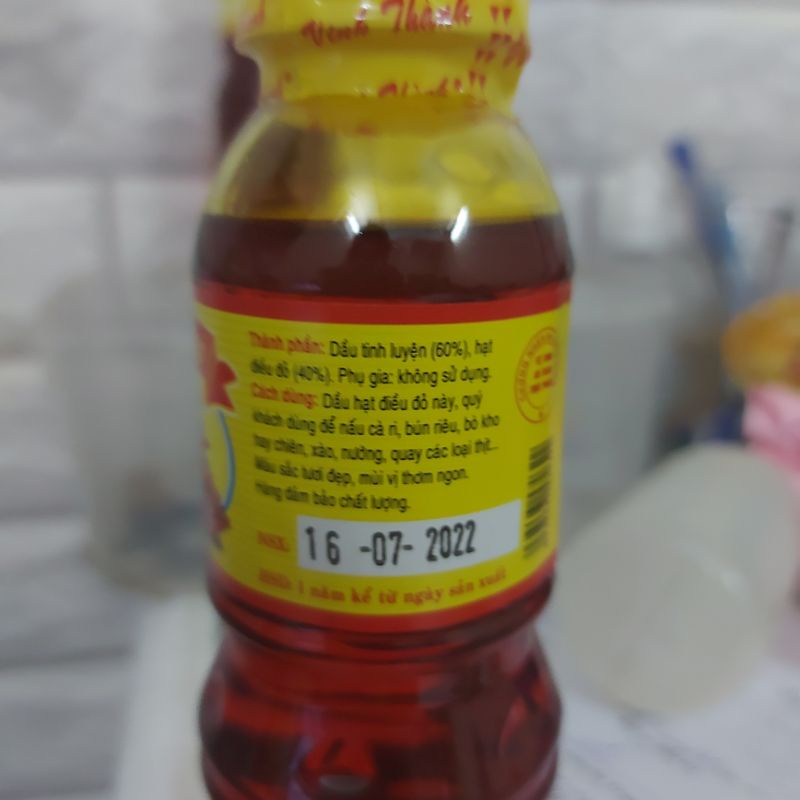 Vĩnh Thành
Thành phần: Dầu tinh luyện (60%), hạt
điều đỏ (40%). Phụ gia: không sử dụng.
Cách dùng: Dầu hạt điều đỏ này, quý
khách dùng để nấu cà ri, bún riêu, bò kho
hay chiên, xào, nướng, quay các loại thịt...
Màu sắc tươi đẹp, mùi vị thơm ngon.
Hàng đảm bảo chất lượng.
NSX: 16 -07- 2022
HSD: 1 năm kể từ ngày sản xuất